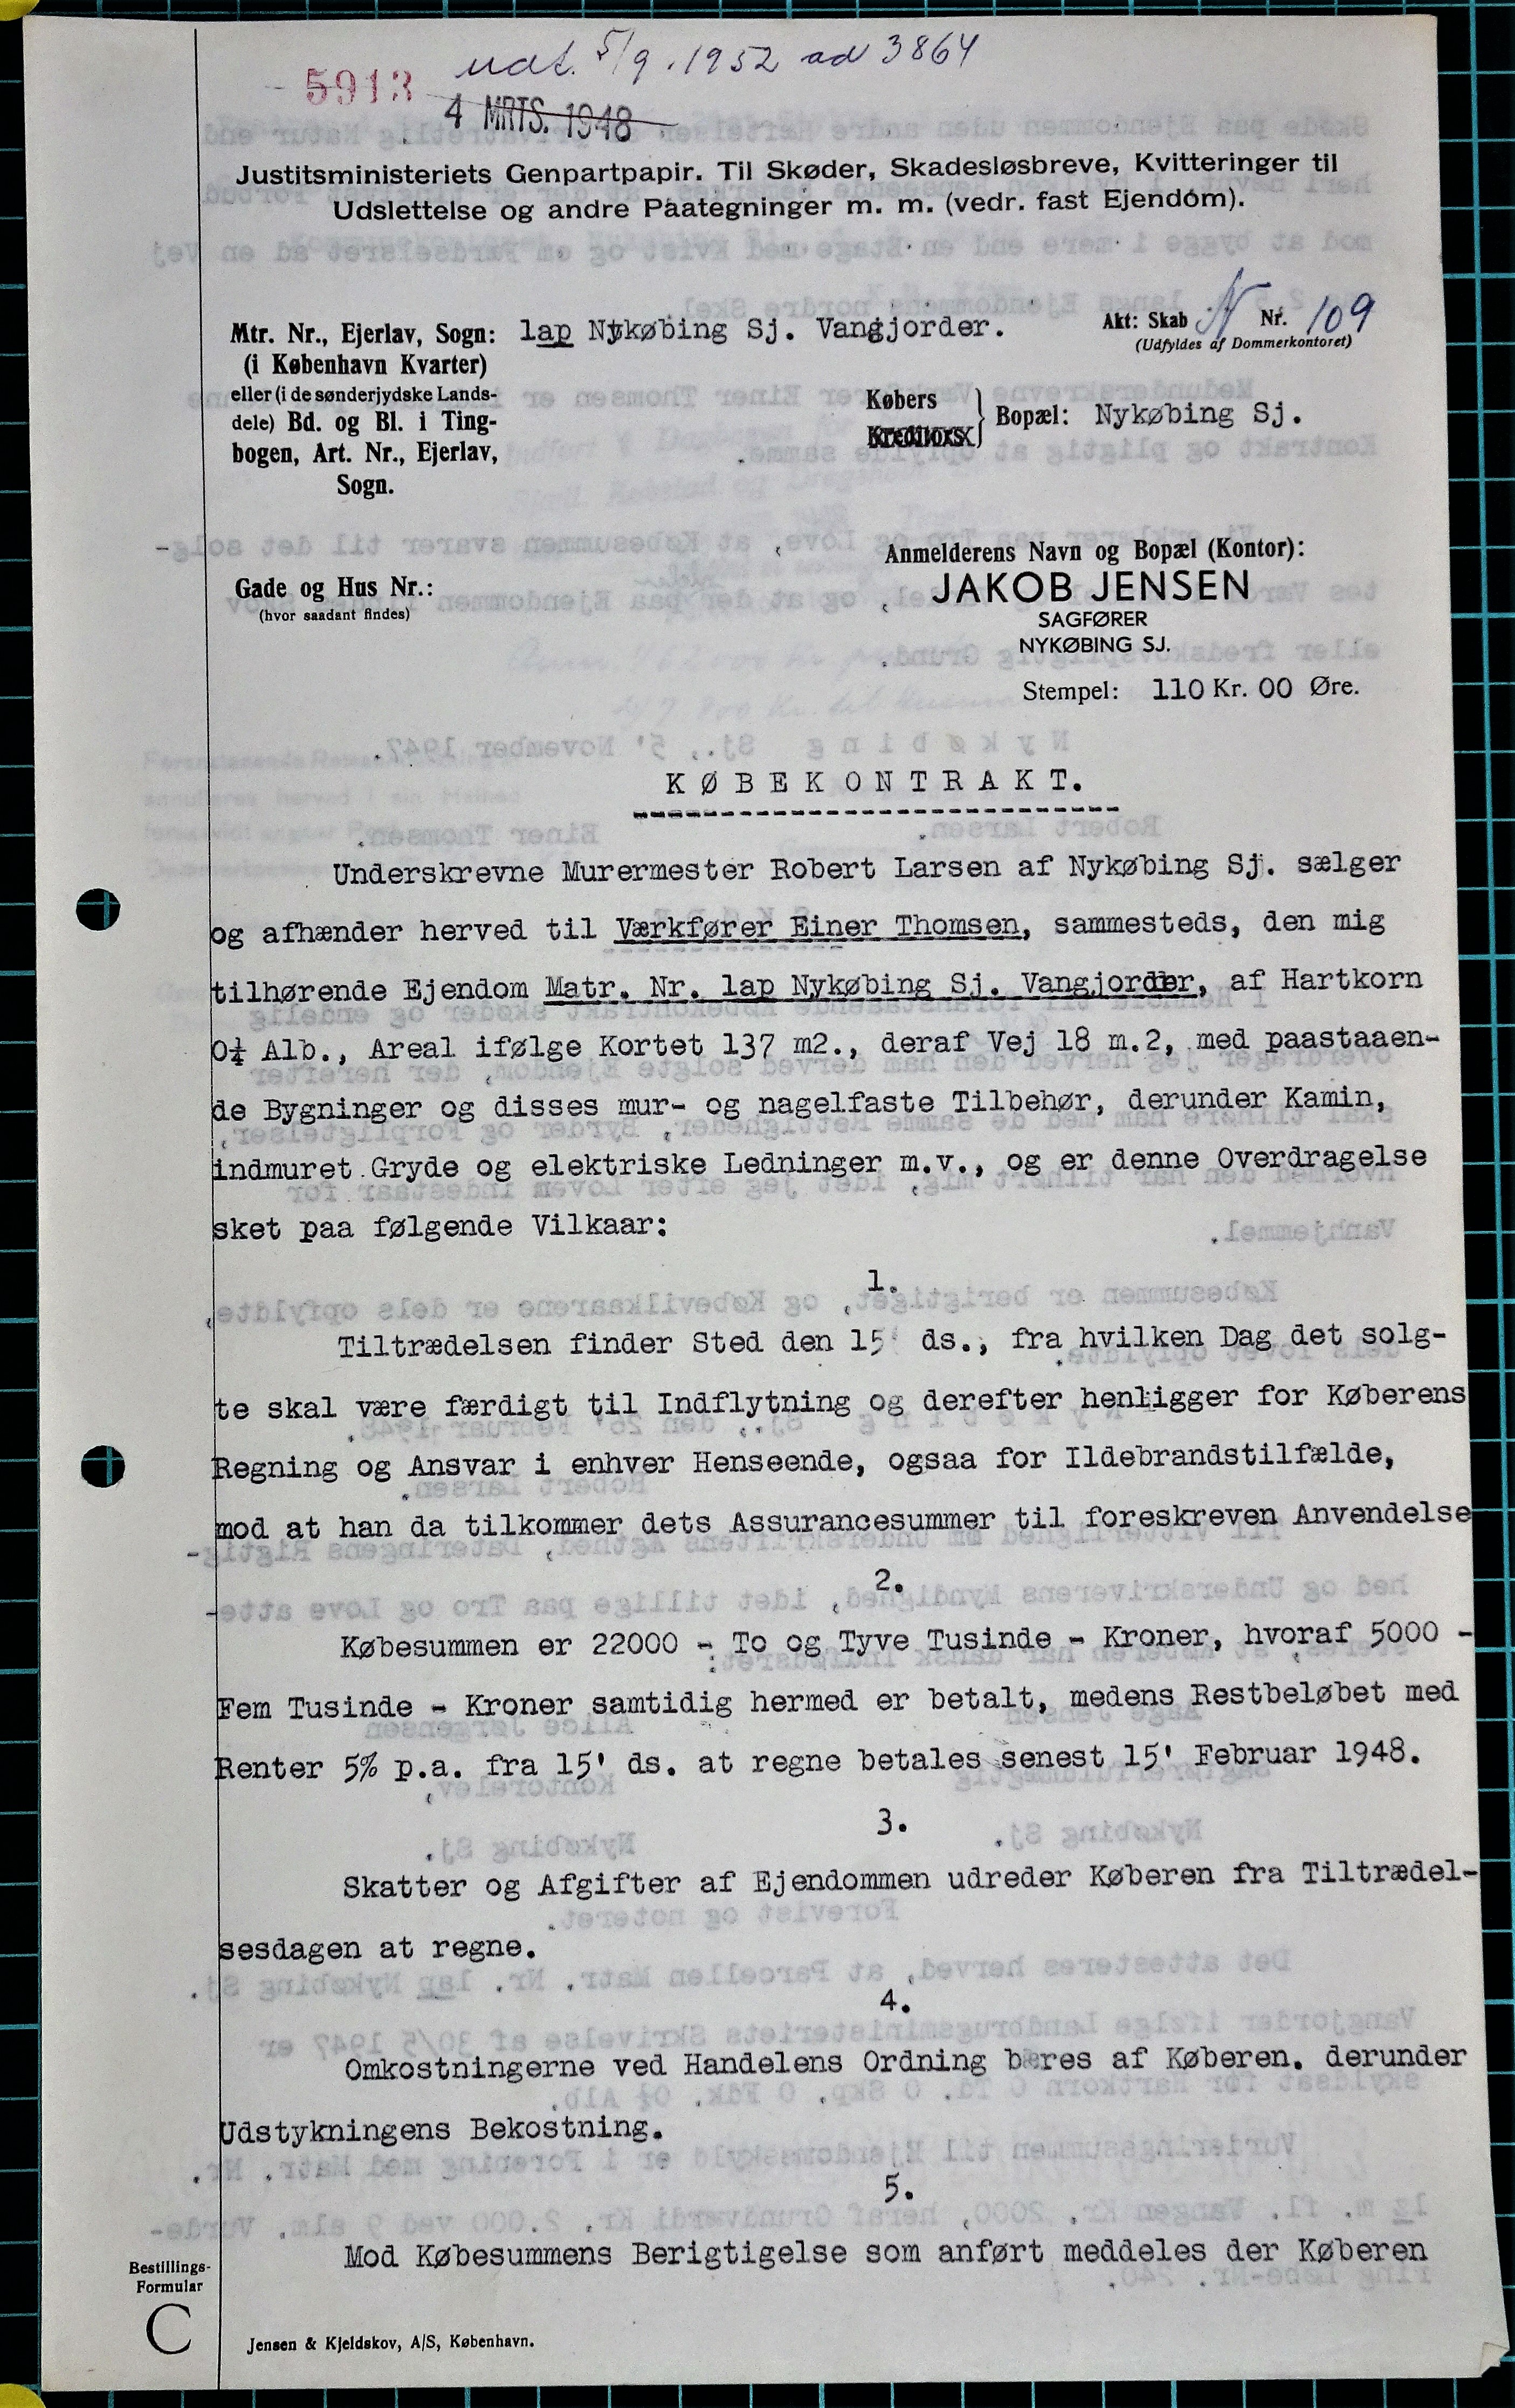 udt. 5/9.1952 ad 3864
5913
4 MRTS. 1948
Justitsministeriets Genpartpapir. Til Skøder, Skadesløsbreve, Kvitteringer til
Udslettelse og andre Paategninger m. m. (vedr. fast Ejendom).
Mtr. Nr., Ejerlav, Sogn: lap Nykøbing Sj. Vangjorder.
(i København Kvarter)
eller (i de sønderjydske Lands-
dele) Bd. og Bl. i Ting-
bogen, Art. Nr., Ejerlav,
Sogn.
Akt: Skab N Nr. 109
(Udfyldes af Dommerkontoret)
Købers
Kreditors
Bopæl: Nykøbing Sj.
Gade og Hus Nr.:
(hvor saadant findes)
Anmelderens Navn og Bopæl (Kontor):
JAKOB JENSEN
SAGFØRER
NYKØBING SJ.
Stempel: 110 Kr. 00 Øre.
KØBEKONTRAKT.
Underskrevne Murermester Robert Larsen af Nykøbing Sj. sælger
og afhænder herved til Værkfører Einer Thomsen, sammesteds, den mig
tilhørende Ejendom Matr. Nr. lap Nykøbing Sj. Vangjorder, af Hartkorn
0¼ Alb., Areal ifølge Kortet 137 m2., deraf Vej 18 m.2, med paastaaen-
de Bygninger og disses mur- og nagelfaste Tilbehør, derunder Kamin,
indmuret Gryde og elektriske Ledninger m.v., og er denne Overdragelse
sket paa følgende Vilkaar:
1.
Tiltrædelsen finder Sted den 15' ds., fra hvilken Dag det solg-
te skal være færdigt til Indflytning og derefter henligger for Køberens
Regning og Ansvar i enhver Henseende, ogsaa for Ildebrandstilfælde,
mod at han da tilkommer dets Assurancesummer til foreskreven Anvendelse
2.
Købesummen er 22000 - To og Tyve Tusinde - Kroner, hvoraf 5000 -
Fem Tusinde - Kroner samtidig hermed er betalt, medens Restbeløbet med
Renter 5% p.a. fra 15' ds. at regne betales senest 15' Februar 1948.
3.
Skatter og Afgifter af Ejendommen udreder Køberen fra Tiltrædel-
sesdagen at regne.
4.
Omkostningerne ved Handelens Ordning bæres af Køberen. derunder
Udstykningens Bekostning.
5.
Mod Købesummens Berigtigelse som anført meddeles der Køberen
Bestillings-
Formular
C
Jensen & Kjeldskov, A/S, København.